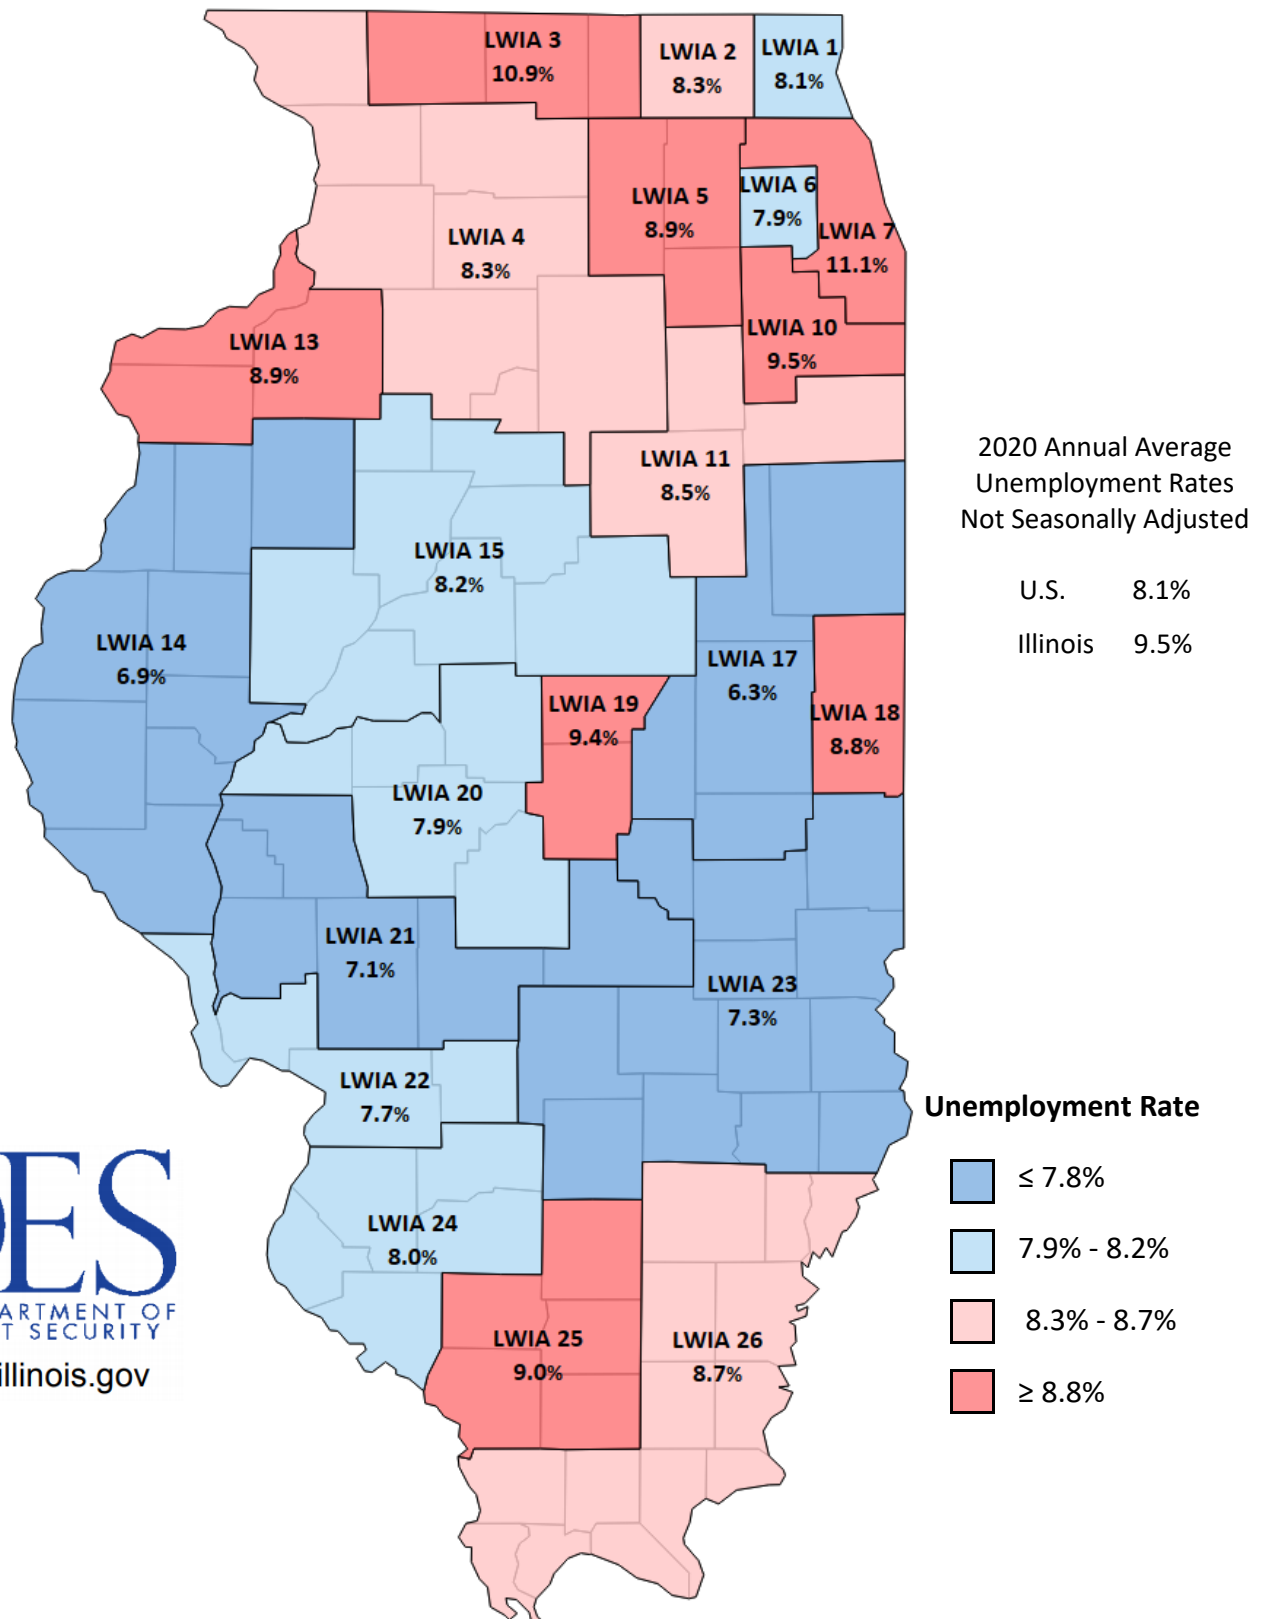 LWIA 3
10.9%
LWIA 2
8.3%
LWIA 1
8.1%
LWIA 5
8.9%
LWIA 6
7.9%
LWIA 7
11.1%
LWIA 4
8.3%
LWIA 10
9.5%
LWIA 13
8.9%
LWIA 11
8.5%
2020 Annual Average
Unemployment Rates
Not Seasonally Adjusted
U.S. 8.1%
Illinois 9.5%
LWIA 15
8.2%
LWIA 14
6.9%
LWIA 17
6.3%
LWIA 19
9.4%
LWIA 18
8.8%
LWIA 20
7.9%
LWIA 21
7.1%
LWIA 23
7.3%
LWIA 22
7.7%
LWIA 24
8.0%
LWIA 25
9.0%
LWIA 26
8.7%
Unemployment Rate
≤ 7.8%
7.9% - 8.2%
8.3% - 8.7%
≥ 8.8%
ES
ARTMENT OF
T SECURITY
illinois.gov